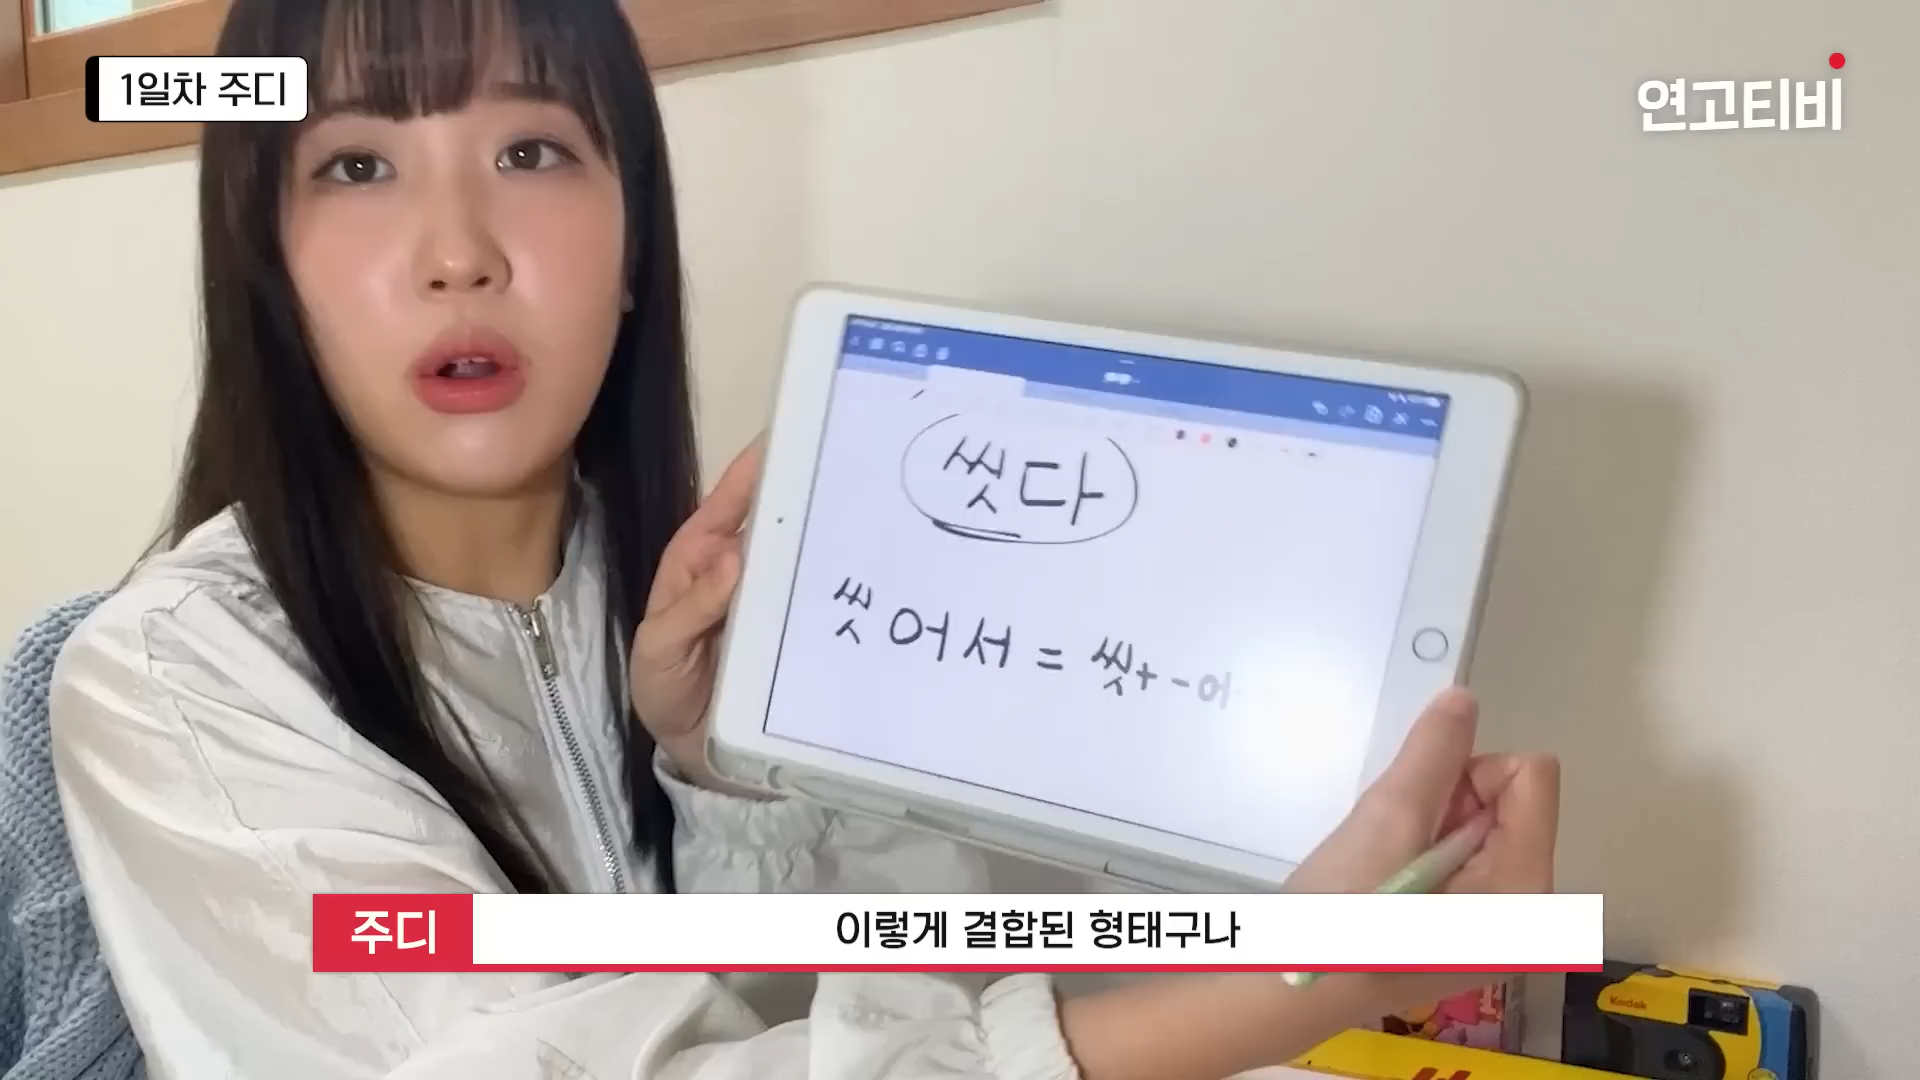 1일차 주디
연고티비
씻다
씻어서 = 씻 + -어
주디
이렇게 결합된 형태구나
Kodak